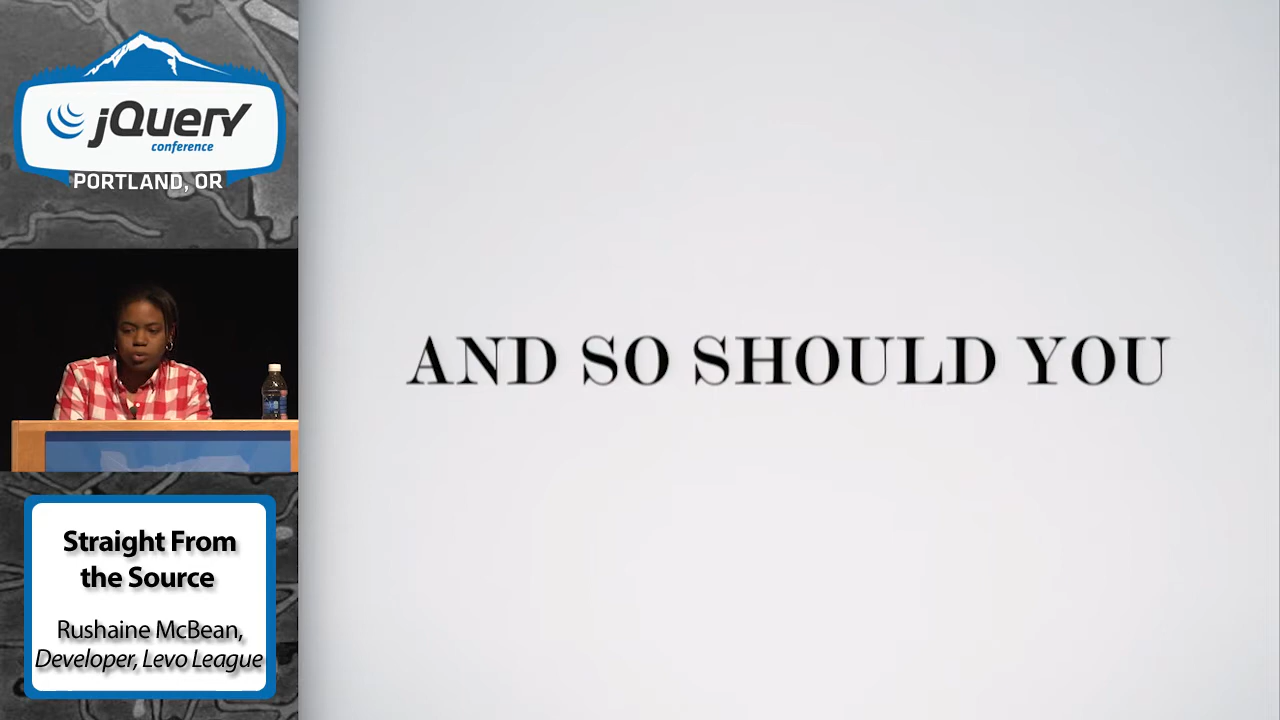 jQuery
conference
PORTLAND, OR
AND SO SHOULD YOU
Straight From
the Source
Rushaine McBean,
Developer, Levo League